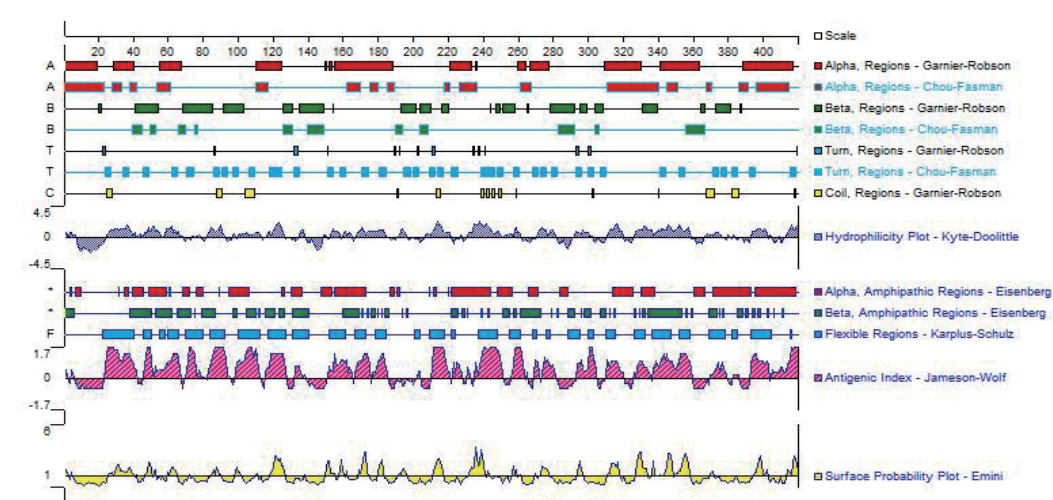 Scale
20 40 60 80 100 120 140 160 180 200 220 240 260 280 300 320 340 360 380 400
A Alpha, Regions - Garnier-Robson
A Alpha, Regions - Chou-Fasman
B Beta, Regions - Garnier-Robson
B Beta, Regions - Chou-Fasman
T Turn, Regions - Garnier-Robson
T Turn, Regions - Chou-Fasman
C Coil, Regions - Garnier-Robson
4.5
0 Hydrophilicity Plot - Kyte-Doolittle
-4.5
* Alpha, Amphipathic Regions - Eisenberg
* Beta, Amphipathic Regions - Eisenberg
F Flexible Regions - Karplus-Schulz
1.7
0 Antigenic Index - Jameson-Wolf
-1.7
6
1 Surface Probability Plot - Emini